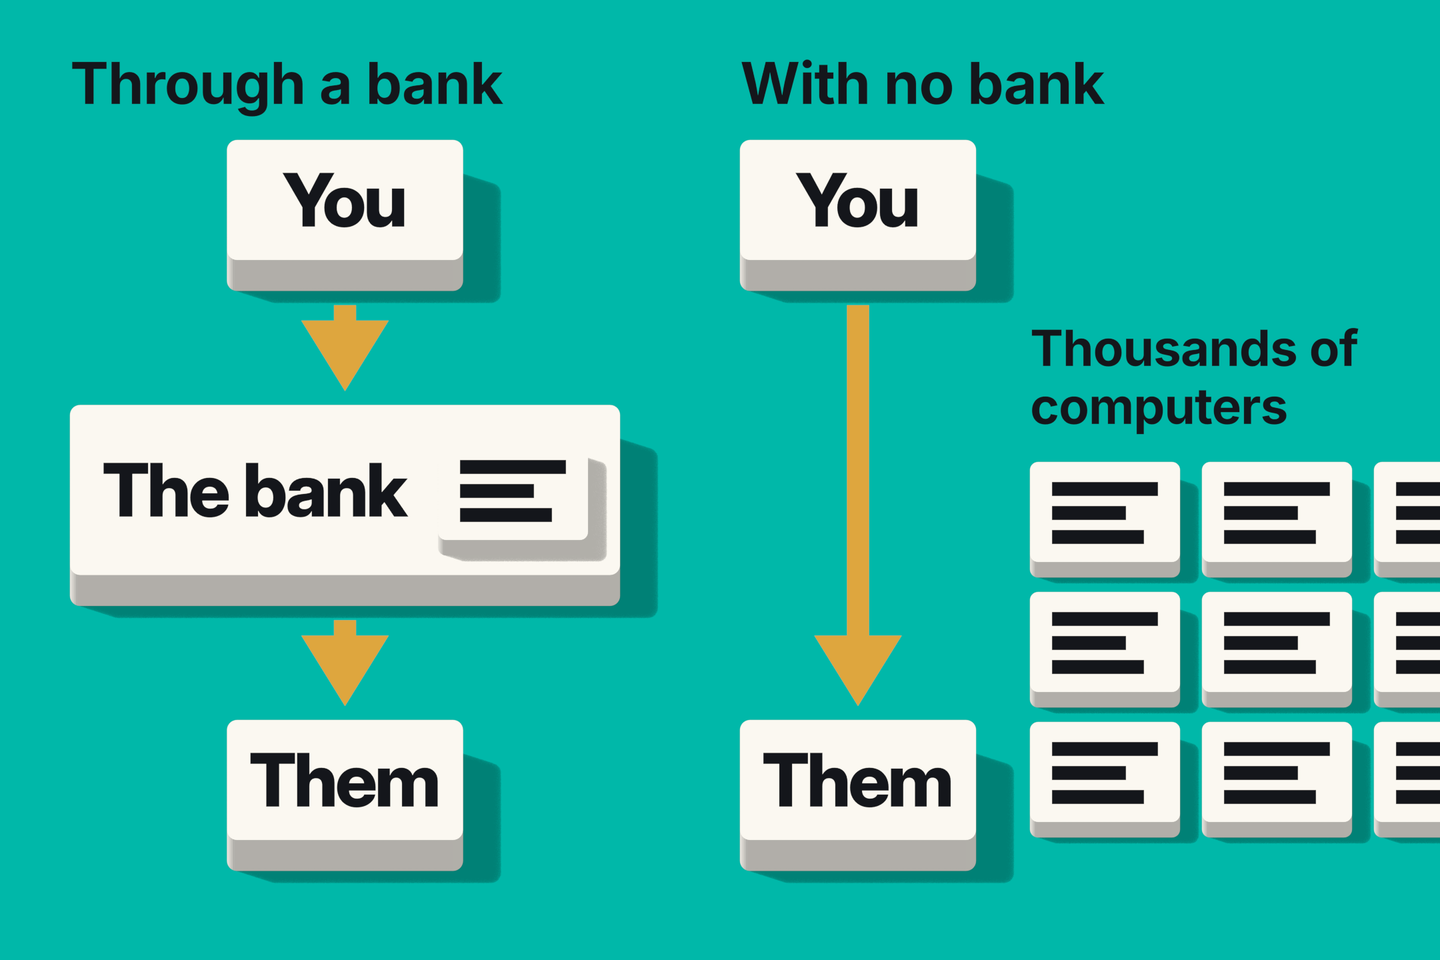 Through a bank
You
The bank
Them
With no bank
You
Thousands of
computers
Them